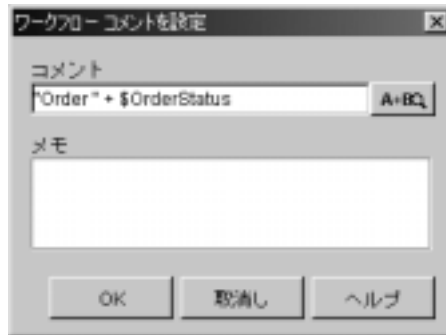 ワークフロー コメントを設定
コメント
"Order " + $OrderStatus
A+B
メモ
OK 取消し ヘルプ